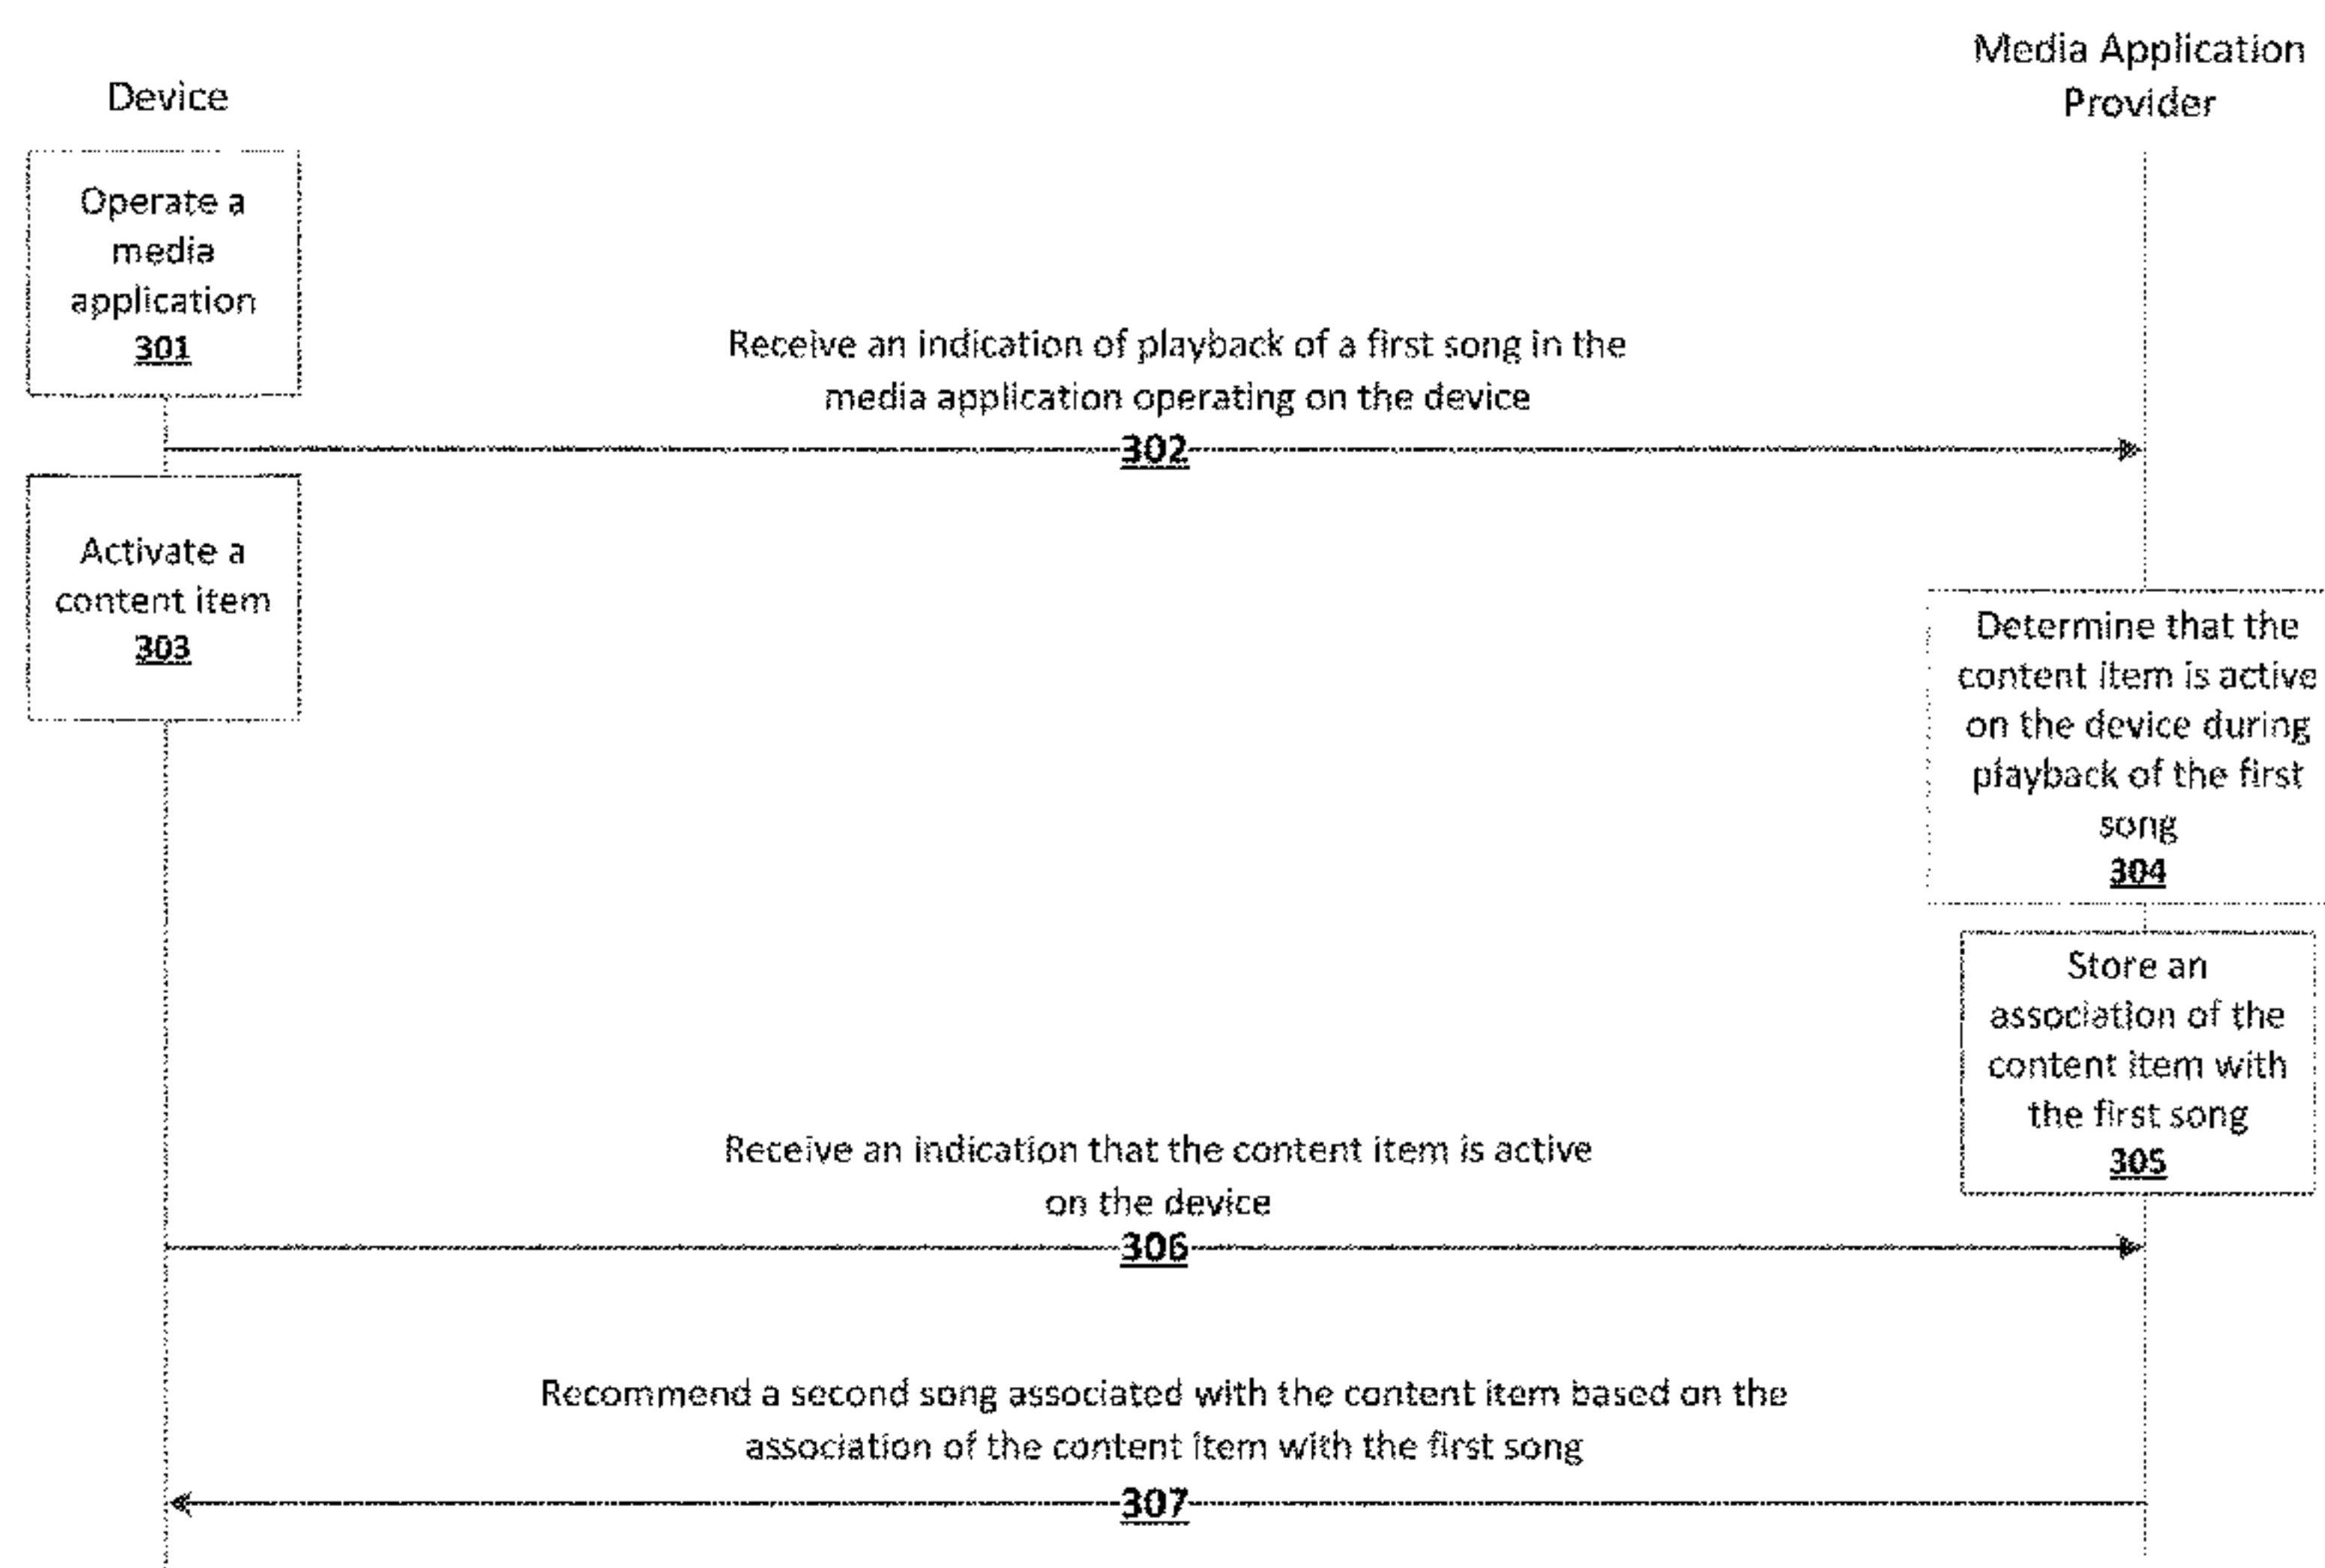 Media Application
Provider
Device
Operate a
media
application
301
Receive an indication of playback of a first song in the
media application operating on the device
302
Activate a
content item
303
Determine that the
content item is active
on the device during
playback of the first
song
304
Store an
association of the
content item with
the first song
305
Receive an indication that the content item is active
on the device
306
Recommend a second song associated with the content item based on the
association of the content item with the first song
307